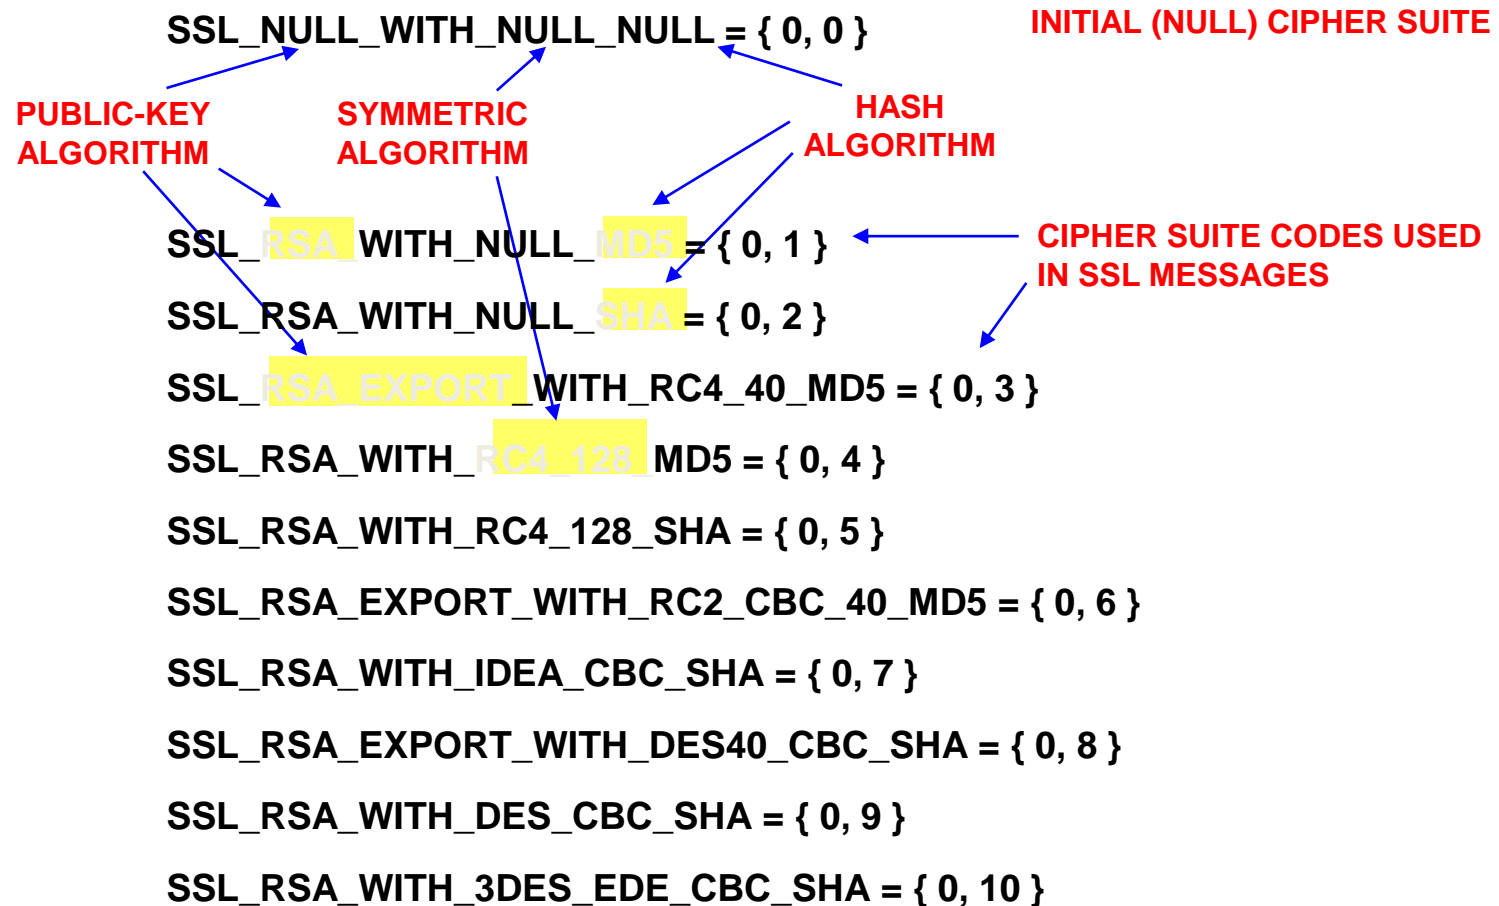 SSL_NULL_WITH_NULL_NULL = { 0, 0 }
INITIAL (NULL) CIPHER SUITE
PUBLIC-KEY
ALGORITHM
SYMMETRIC
ALGORITHM
HASH
ALGORITHM
SSL_RSA_WITH_NULL_MD5 = { 0, 1 }
CIPHER SUITE CODES USED
IN SSL MESSAGES
SSL_RSA_WITH_NULL_SHA = { 0, 2 }
SSL_RSA_EXPORT_WITH_RC4_40_MD5 = { 0, 3 }
SSL_RSA_WITH_RC4_128_MD5 = { 0, 4 }
SSL_RSA_WITH_RC4_128_SHA = { 0, 5 }
SSL_RSA_EXPORT_WITH_RC2_CBC_40_MD5 = { 0, 6 }
SSL_RSA_WITH_IDEA_CBC_SHA = { 0, 7 }
SSL_RSA_EXPORT_WITH_DES40_CBC_SHA = { 0, 8 }
SSL_RSA_WITH_DES_CBC_SHA = { 0, 9 }
SSL_RSA_WITH_3DES_EDE_CBC_SHA = { 0, 10 }